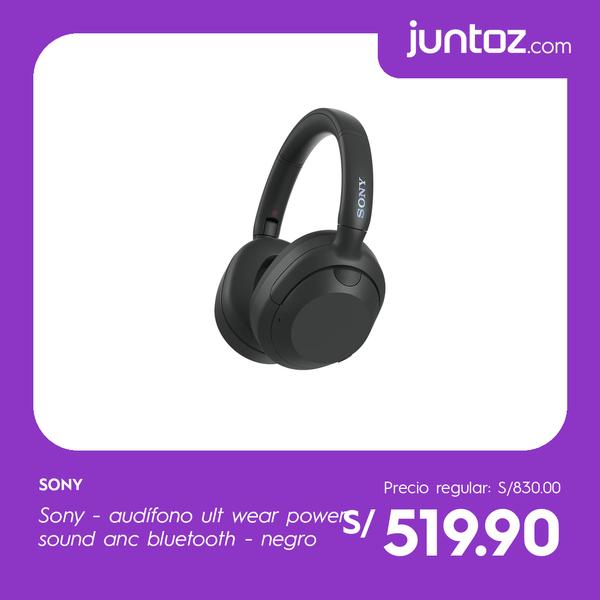 juntoz.com
SONY
SONY
Precio regular: S/830.00
Sony - audífono ult wear power
sound anc bluetooth - negro
S/ 519.90